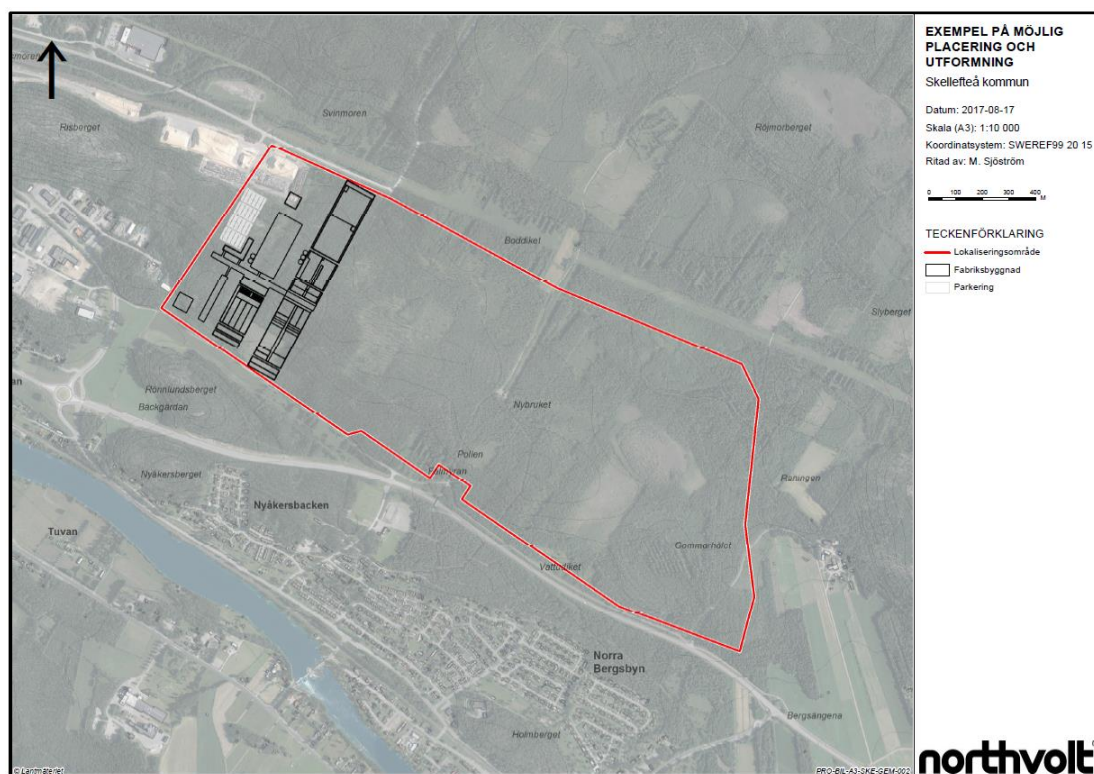 EXEMPEL PÅ MÖJLIG
PLACERING OCH
UTFORMNING
Skellefteå kommun
Datum: 2017-08-17
Skala (A3): 1:10 000
Koordinatsystem: SWEREF99 20 15
Ritad av: M. Sjöström
0 100 200 300 400
M
TECKENFÖRKLARING
Lokaliseringsområde
Fabriksbyggnad
Parkering
Svinmoren
Risberget
Röjmorberget
Boddiket
Slyberget
Rönnlundsberget
Bäckgärdan
Nybruket
Polien
Nyåkersberget
Nyåkersbacken
Raningen
Tuvan
Gommorhölet
Vattudiket
Norra
Bergsbyn
Bergsängena
Holmberget
© Lantmäteriet
PRO-BIL-A3-SKE-GEM-002
northvolt